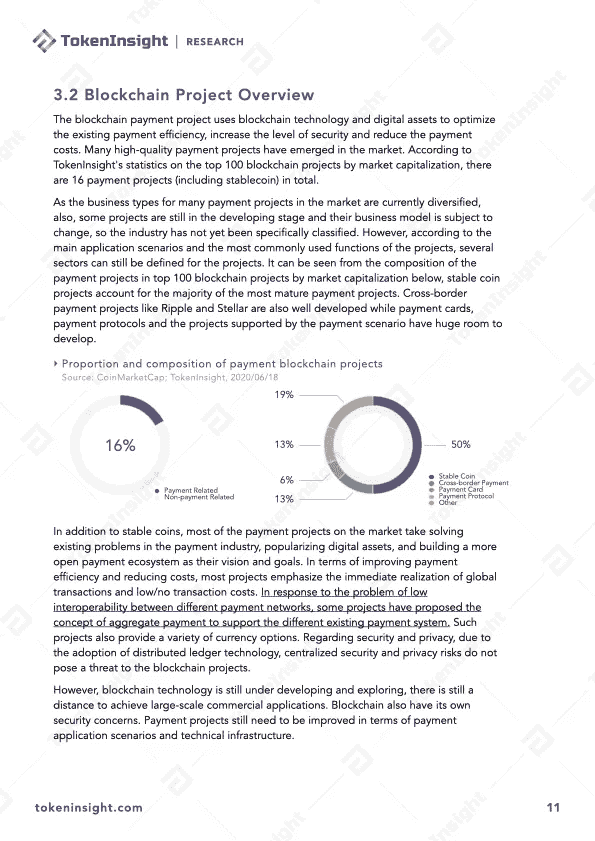 TokenInsight | RESEARCH
3.2 Blockchain Project Overview
The blockchain payment project uses blockchain technology and digital assets to optimize
the existing payment efficiency, increase the level of security and reduce the payment
costs. Many high-quality payment projects have emerged in the market. According to
TokenInsight's statistics on the top 100 blockchain projects by market capitalization, there
are 16 payment projects (including stablecoin) in total.
As the business types for many payment projects in the market are currently diversified,
also, some projects are still in the developing stage and their business model is subject to
change, so the industry has not yet been specifically classified. However, according to the
main application scenarios and the most commonly used functions of the projects, several
sectors can still be defined for the projects. It can be seen from the composition of the
payment projects in top 100 blockchain projects by market capitalization below, stable coin
projects account for the majority of the most mature payment projects. Cross-border
payment projects like Ripple and Stellar are also well developed while payment cards,
payment protocols and the projects supported by the payment scenario have huge room to
develop.
Proportion and composition of payment blockchain projects
Source: CoinMarketCap; TokenInsight, 2020/06/18
16%
Payment Related
Non-payment Related
19%
13%
6%
13%
50%
Stable Coin
Cross-border Payment
Payment Card
Payment Protocol
Other
In addition to stable coins, most of the payment projects on the market take solving
existing problems in the payment industry, popularizing digital assets, and building a more
open payment ecosystem as their vision and goals. In terms of improving payment
efficiency and reducing costs, most projects emphasize the immediate realization of global
transactions and low/no transaction costs. In response to the problem of low
interoperability between different payment networks, some projects have proposed the
concept of aggregate payment to support the different existing payment system. Such
projects also provide a variety of currency options. Regarding security and privacy, due to
the adoption of distributed ledger technology, centralized security and privacy risks do not
pose a threat to the blockchain projects.
However, blockchain technology is still under developing and exploring, there is still a
distance to achieve large-scale commercial applications. Blockchain also have its own
security concerns. Payment projects still need to be improved in terms of payment
application scenarios and technical infrastructure.
tokeninsight.com
11